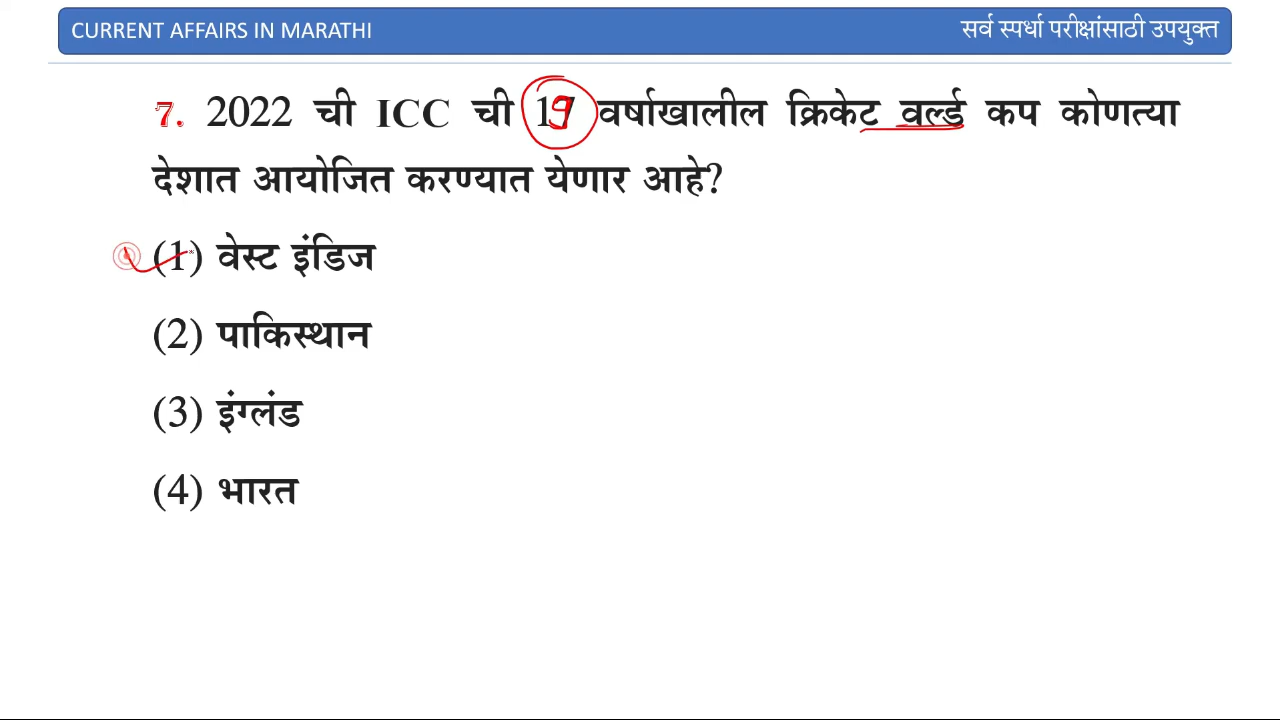 CURRENT AFFAIRS IN MARATHI
सर्व स्पर्धा परीक्षांसाठी उपयुक्त
7. 2022 ची ICC ची 19 वर्षाखालील क्रिकेट वर्ल्ड कप कोणत्या
देशात आयोजित करण्यात येणार आहे?
(1) वेस्ट इंडिज
(2) पाकिस्थान
(3) इंग्लंड
(4) भारत